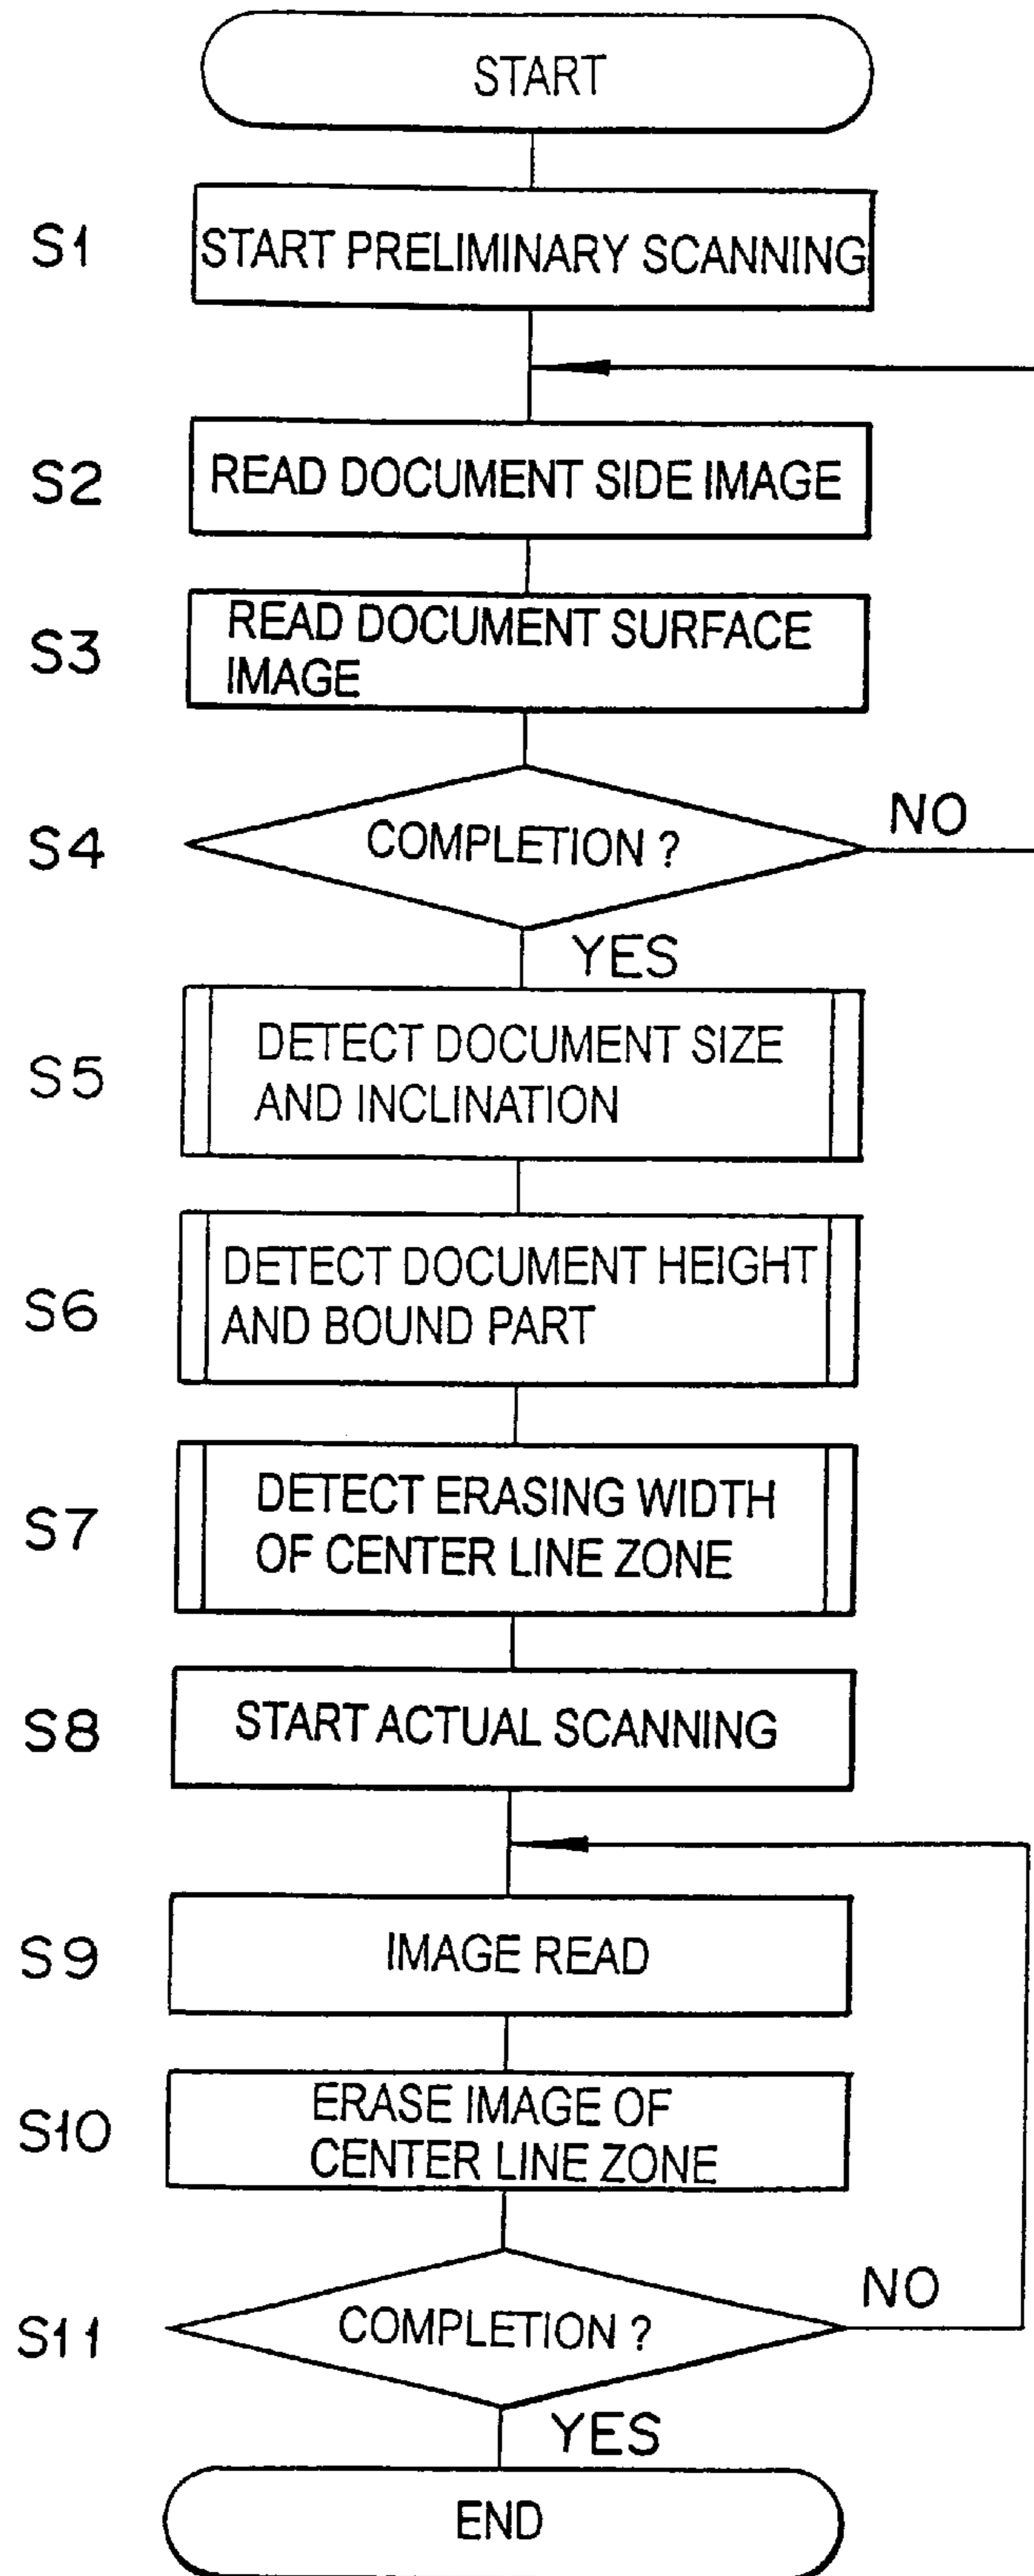 START
S1
START PRELIMINARY SCANNING
S2
READ DOCUMENT SIDE IMAGE
S3
READ DOCUMENT SURFACE
IMAGE
S4
COMPLETION ?
NO
YES
S5
DETECT DOCUMENT SIZE
AND INCLINATION
S6
DETECT DOCUMENT HEIGHT
AND BOUND PART
S7
DETECT ERASING WIDTH
OF CENTER LINE ZONE
S8
START ACTUAL SCANNING
S9
IMAGE READ
S10
ERASE IMAGE OF
CENTER LINE ZONE
S11
COMPLETION ?
NO
YES
END